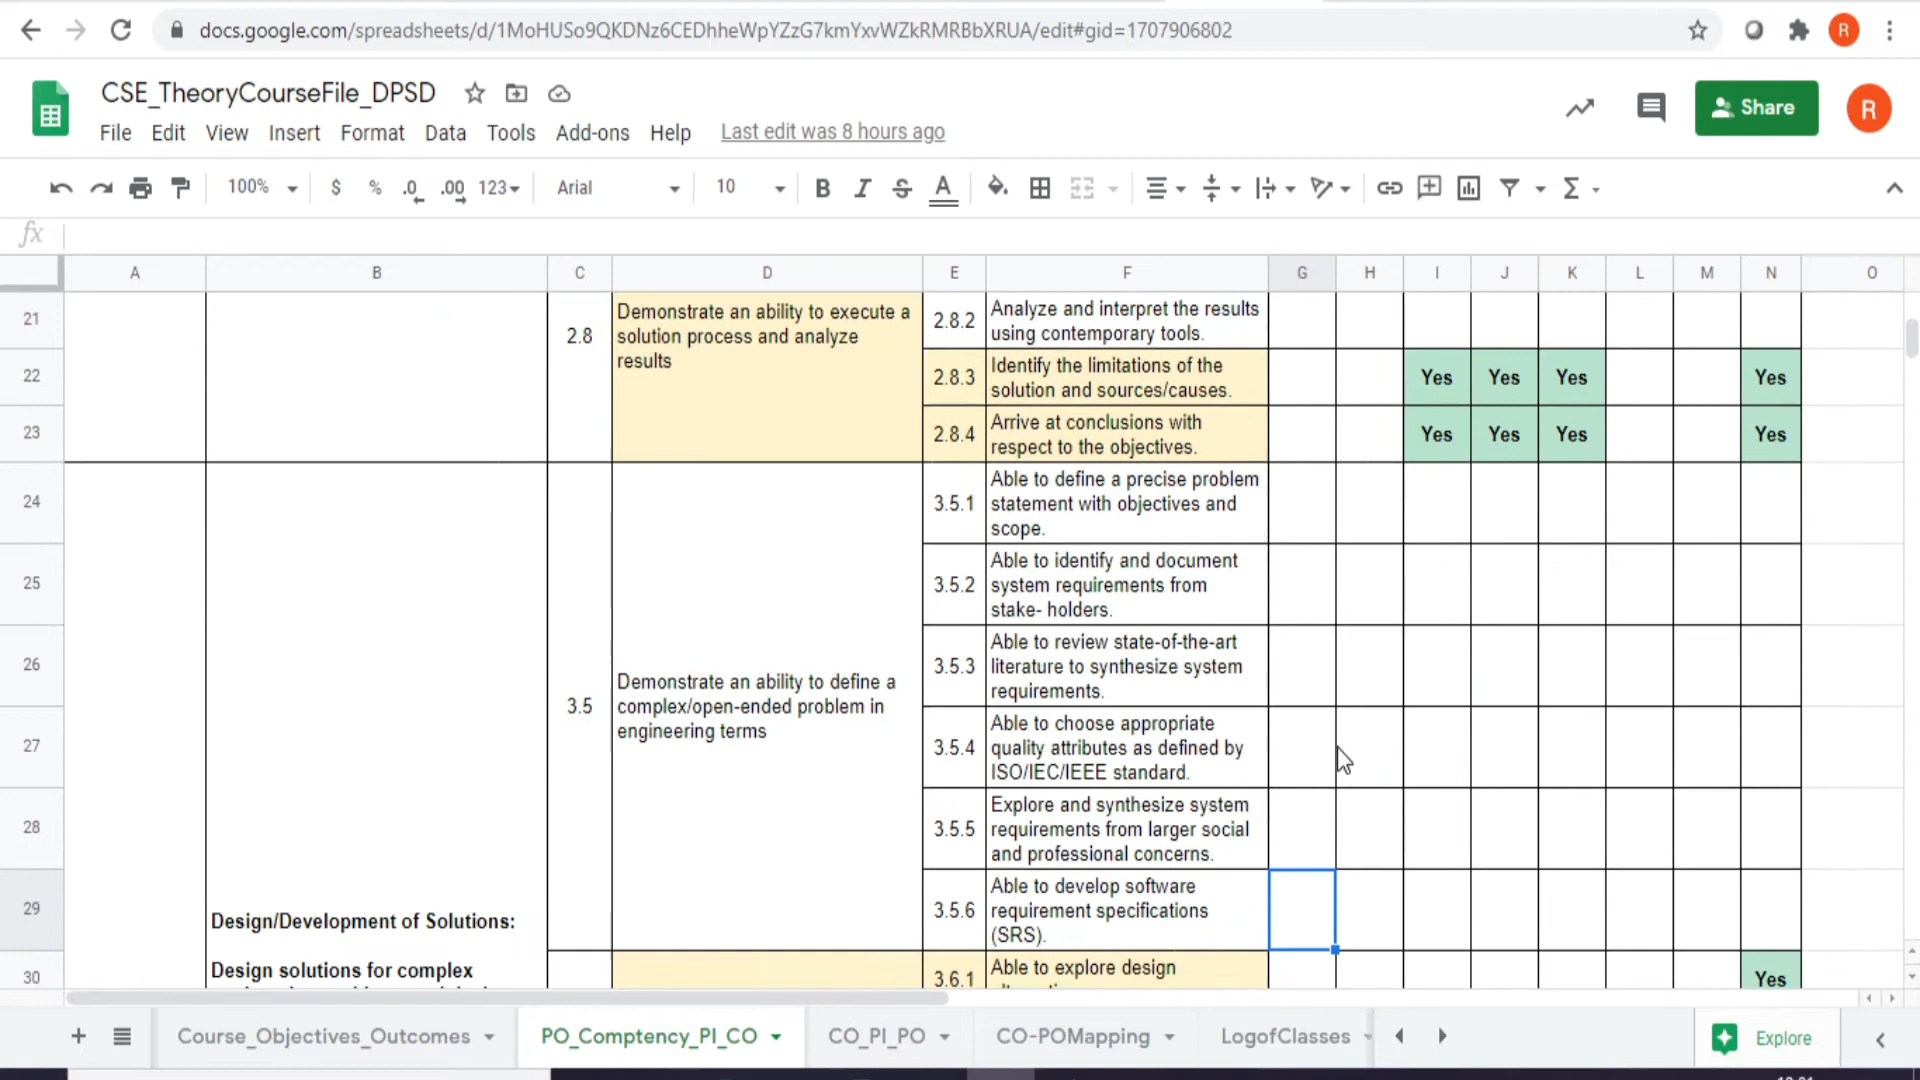 docs.google.com/spreadsheets/d/1MoHUSo9QKDNz6CEDhheWpYZzG7kmYxvWZkRMRBbXRUA/edit#gid=1707906802
R
CSE_TheoryCourseFile_DPSD
File Edit View Insert Format Data Tools Add-ons Help Last edit was 8 hours ago
Share
R
100% $ % .0 .00 123 Arial 10 B I S A Σ
fx
A B C D E F G H I J K L M N O
21
2.8
Demonstrate an ability to execute a
solution process and analyze
results
2.8.2
Analyze and interpret the results
using contemporary tools.
22
2.8.3
Identify the limitations of the
solution and sources/causes.
Yes Yes Yes Yes
23
2.8.4
Arrive at conclusions with
respect to the objectives.
Yes Yes Yes Yes
24
3.5.1
Able to define a precise problem
statement with objectives and
scope.
25
3.5.2
Able to identify and document
system requirements from
stake- holders.
26
3.5.3
Able to review state-of-the-art
literature to synthesize system
requirements.
3.5
Demonstrate an ability to define a
complex/open-ended problem in
engineering terms
27
3.5.4
Able to choose appropriate
quality attributes as defined by
ISO/IEC/IEEE standard.
28
3.5.5
Explore and synthesize system
requirements from larger social
and professional concerns.
29
Design/Development of Solutions:
3.5.6
Able to develop software
requirement specifications
(SRS).
30
Design solutions for complex
3.6.1
Able to explore design
Yes
+ Course_Objectives_Outcomes PO_Comptency_PI_CO CO_PI_PO CO-POMapping LogofClasses Explore